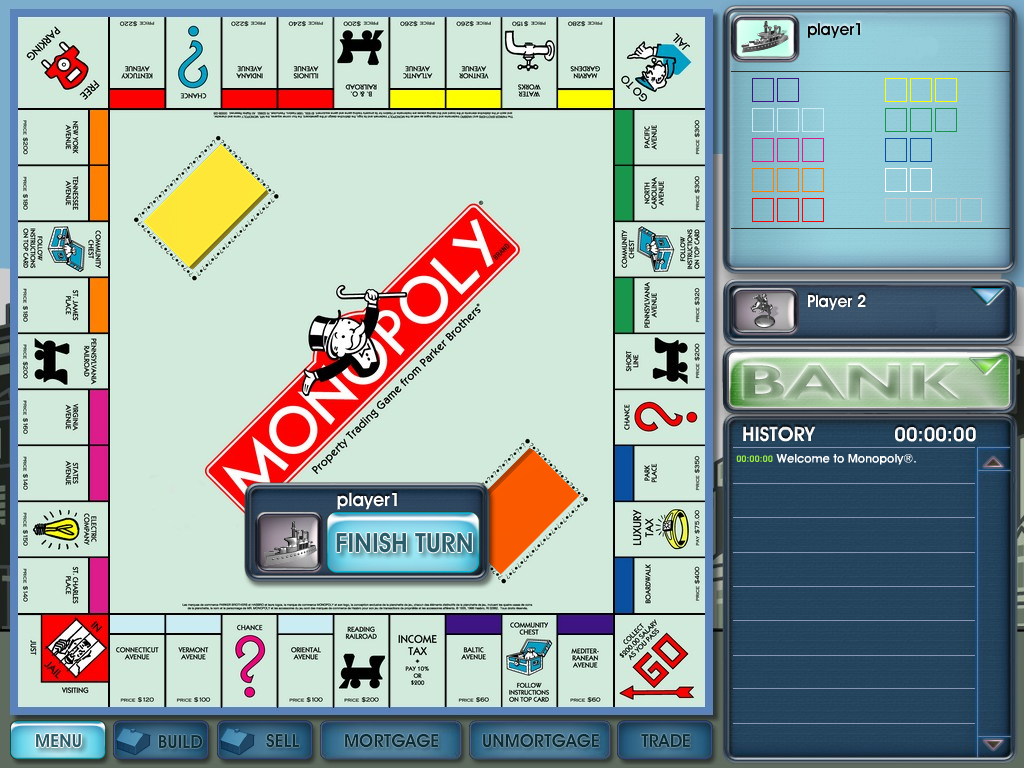 FREE
PARKING
KENTUCKY
AVENUE
PRICE $220
CHANCE
INDIANA
AVENUE
PRICE $220
ILLINOIS
AVENUE
PRICE $240
B. & O.
RAILROAD
PRICE $200
ATLANTIC
AVENUE
PRICE $260
VENTNOR
AVENUE
PRICE $260
WATER
WORKS
PRICE $150
MARVIN
GARDENS
PRICE $280
GO TO
JAIL
NEW YORK
AVENUE
PRICE $200
TENNESSEE
AVENUE
PRICE $180
COMMUNITY
CHEST
FOLLOW
INSTRUCTIONS
ON TOP CARD
ST. JAMES
PLACE
PRICE $180
PENNSYLVANIA
RAILROAD
PRICE $200
VIRGINIA
AVENUE
PRICE $160
STATES
AVENUE
PRICE $140
ELECTRIC
COMPANY
PRICE $150
ST. CHARLES
PLACE
PRICE $140
PACIFIC
AVENUE
PRICE $300
NORTH
CAROLINA
AVENUE
PRICE $300
COMMUNITY
CHEST
FOLLOW
INSTRUCTIONS
ON TOP CARD
PENNSYLVANIA
AVENUE
PRICE $320
SHORT
LINE
PRICE $200
CHANCE
PARK
PLACE
PRICE $350
LUXURY
TAX
PAY $75.00
BOARDWALK
PRICE $400
MONOPOLY
BRAND
®
Property Trading Game from Parker Brothers®
player1
FINISH TURN
JUST
IN
JAIL
VISITING
CONNECTICUT
AVENUE
PRICE $120
VERMONT
AVENUE
PRICE $100
CHANCE
ORIENTAL
AVENUE
PRICE $100
READING
RAILROAD
PRICE $200
INCOME
TAX
PAY 10%
OR
$200
BALTIC
AVENUE
PRICE $60
COMMUNITY
CHEST
FOLLOW
INSTRUCTIONS
ON TOP CARD
MEDITER-
RANEAN
AVENUE
PRICE $60
COLLECT
$200.00 SALARY
AS YOU PASS
GO
MENU
BUILD
SELL
MORTGAGE
UNMORTGAGE
TRADE
player1
Player 2
BANK
HISTORY 00:00:00
00:00:00 Welcome to Monopoly®.